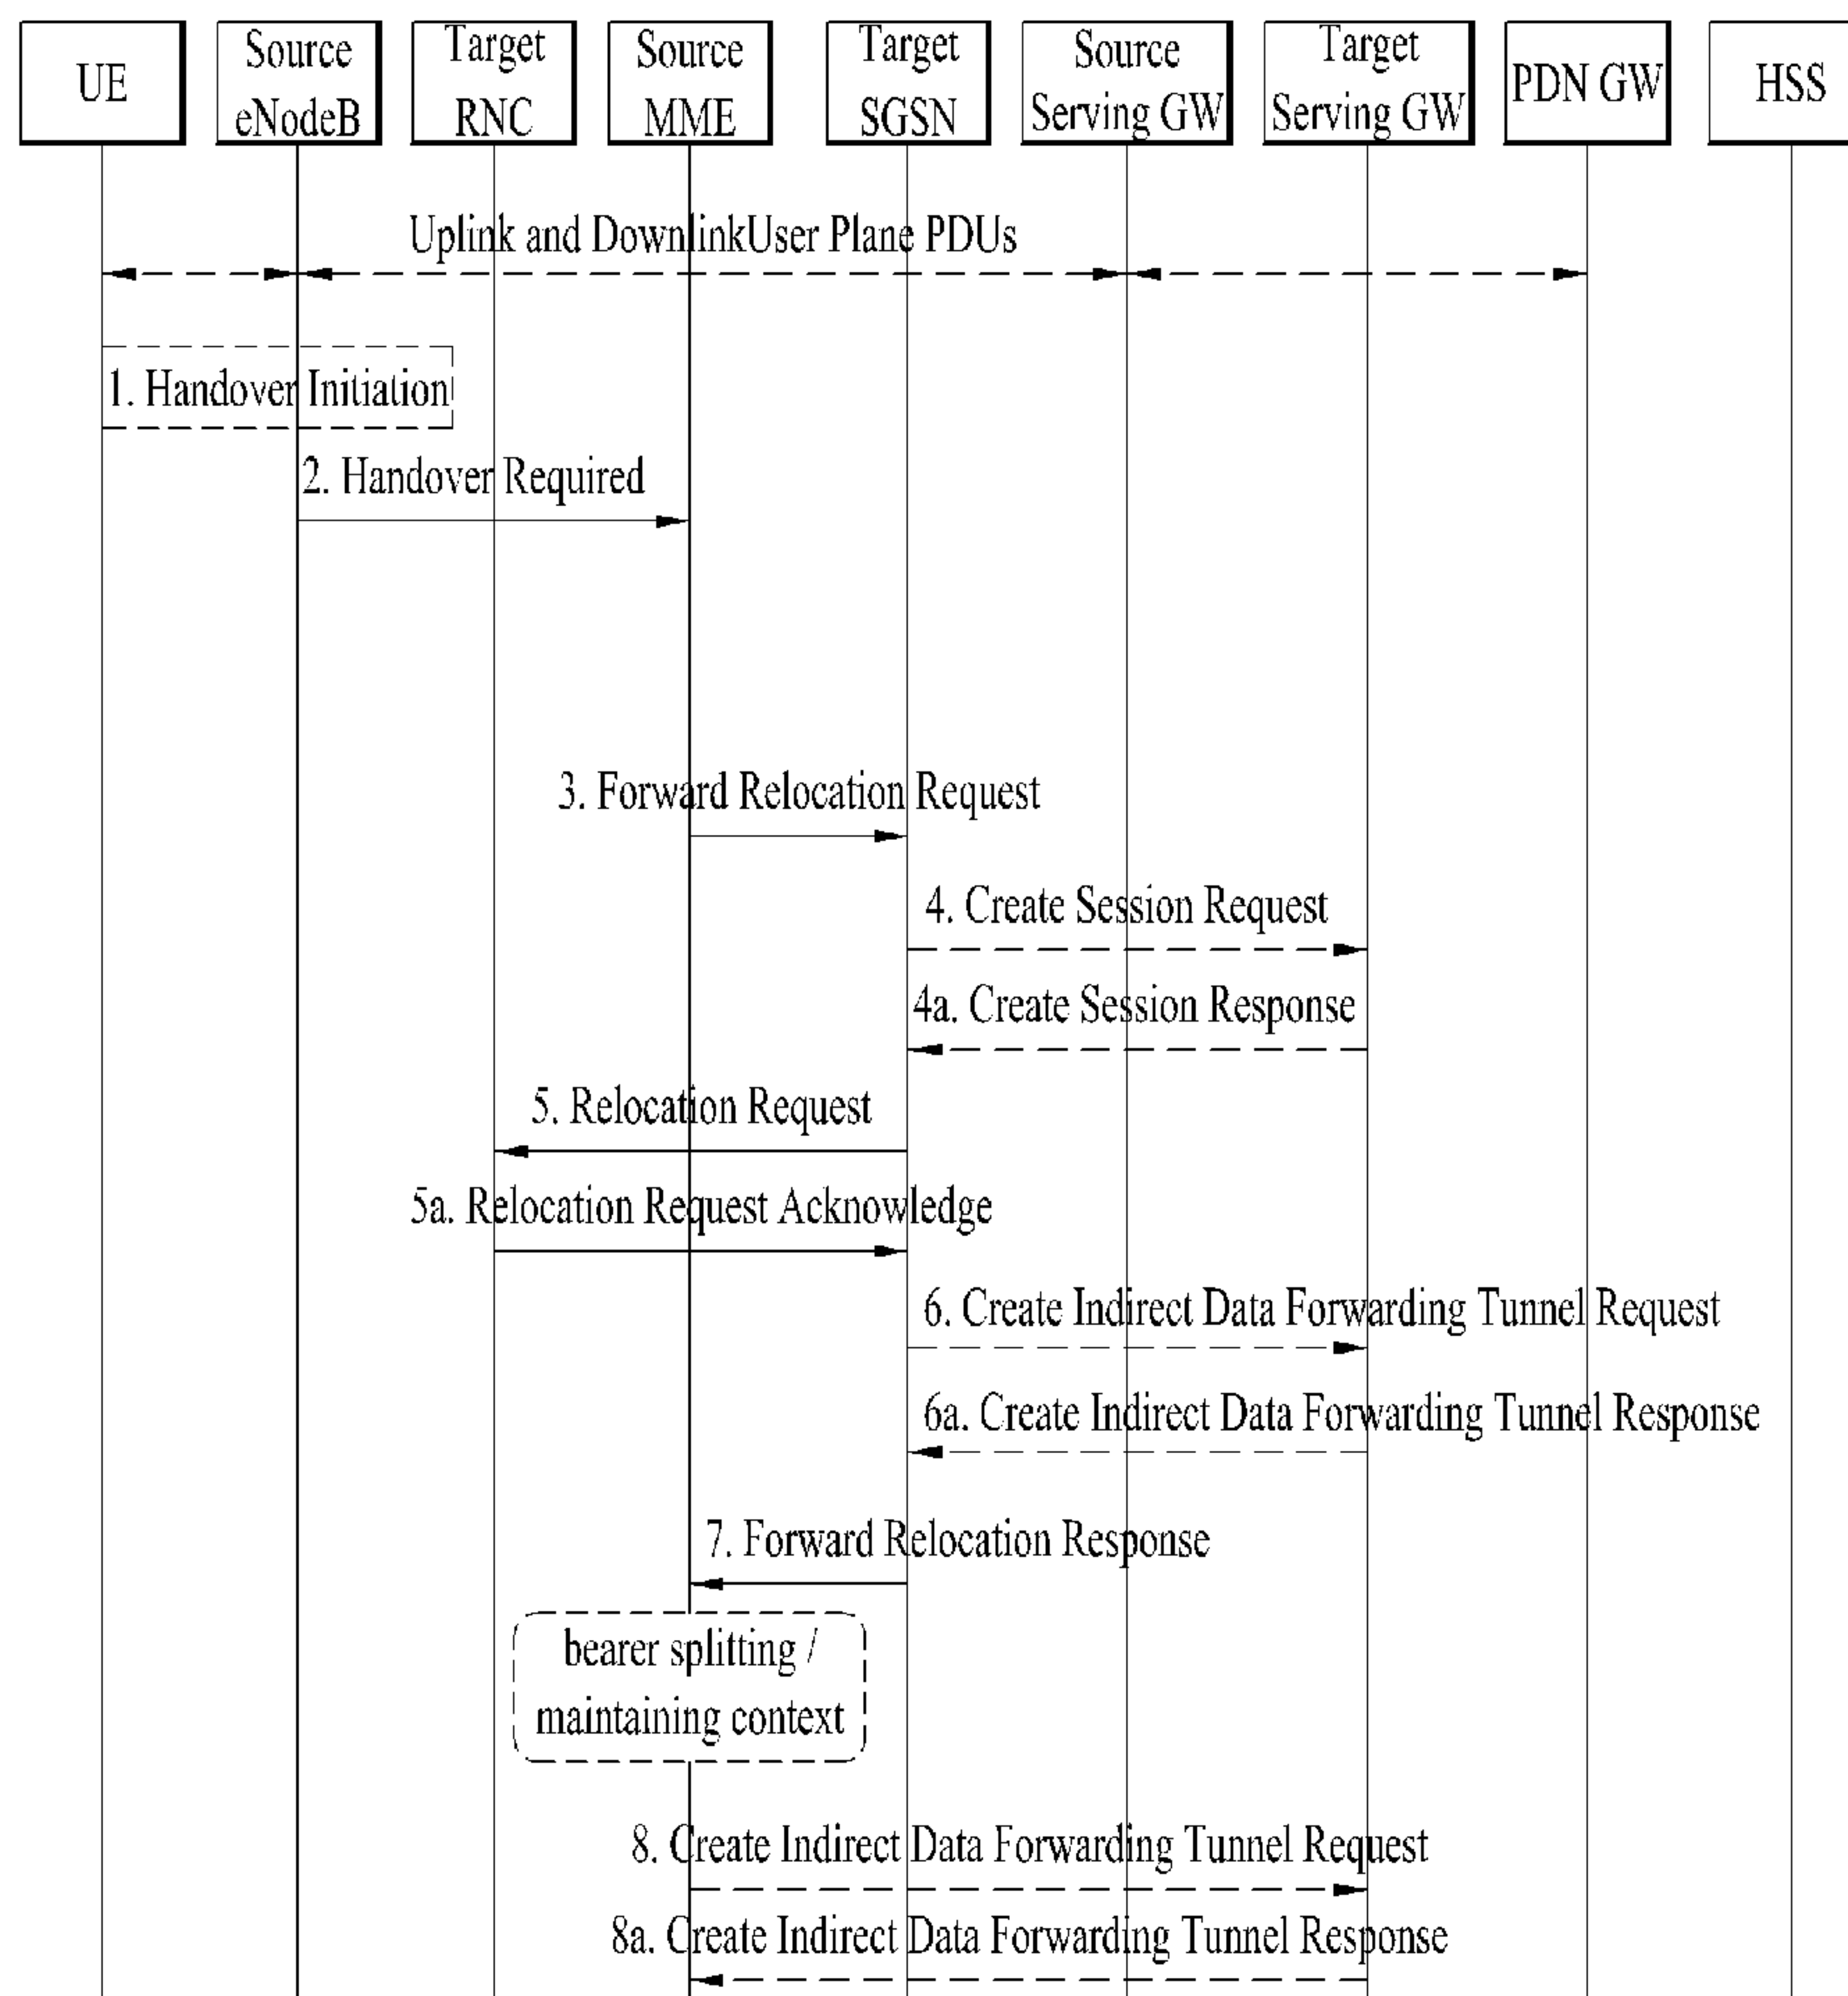 UE
Source
eNodeB
Target
RNC
Source
MME
Target
SGSN
Source
Serving GW
Target
Serving GW
PDN GW
HSS
Uplink and DownlinkUser Plane PDUs
1. Handover Initiation
2. Handover Required
3. Forward Relocation Request
4. Create Session Request
4a. Create Session Response
5. Relocation Request
5a. Relocation Request Acknowledge
6. Create Indirect Data Forwarding Tunnel Request
6a. Create Indirect Data Forwarding Tunnel Response
7. Forward Relocation Response
bearer splitting /
maintaining context
8. Create Indirect Data Forwarding Tunnel Request
8a. Create Indirect Data Forwarding Tunnel Response